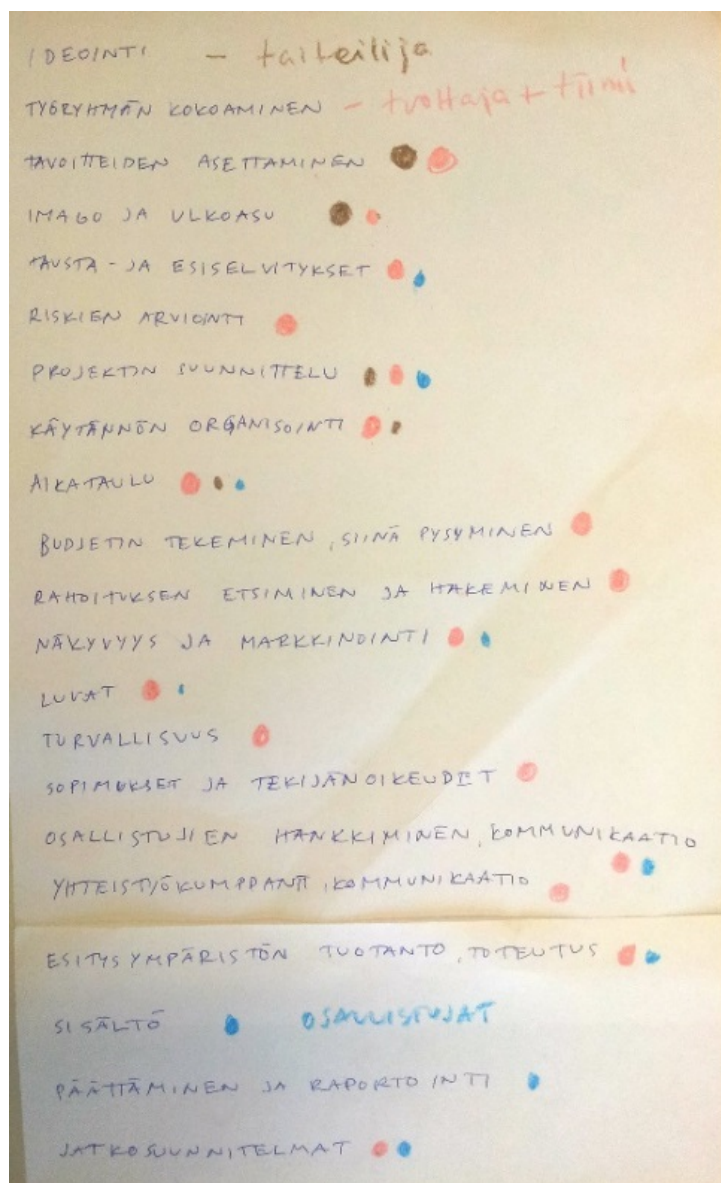 IDEOINTI – taiteilija
TYÖRYHMÄN KOKOAMINEN – tuottaja + tiimi
TAVOITTEIDEN ASETTAMINEN
IMAGO JA ULKOASU
TAUSTA- JA ESISELVITYKSET
RISKIEN ARVIOINTI
PROJEKTIN SUUNNITTELU
KÄYTÄNNÖN ORGANISOINTI
AIKATAULU
BUDJETIN TEKEMINEN, SIINÄ PYSYMINEN
RAHOITUKSEN ETSIMINEN JA HAKEMINEN
NÄKYVYYS JA MARKKINOINTI
LUVAT
TURVALLISUUS
SOPIMUKSET JA TEKIJÄNOIKEUDET
OSALLISTUJIEN HANKKIMINEN, KOMMUNIKAATIO
YHTEISTYÖKUMPPANIT, KOMMUNIKAATIO
ESITYSYMPÄRISTÖN TUOTANTO, TOTEUTUS
SISÄLTÖ OSALLISTUJAT
PÄÄTTÄMINEN JA RAPORTOINTI
JATKOSUUNNITELMAT